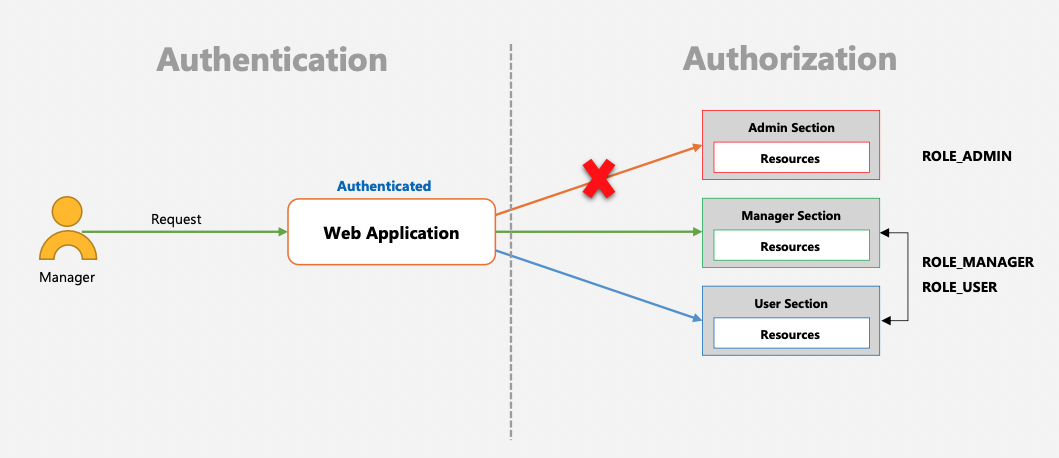 Authentication
Authorization
Admin Section
Resources
ROLE_ADMIN
Authenticated
Request
Web Application
Manager Section
Resources
Manager
ROLE_MANAGER
ROLE_USER
User Section
Resources